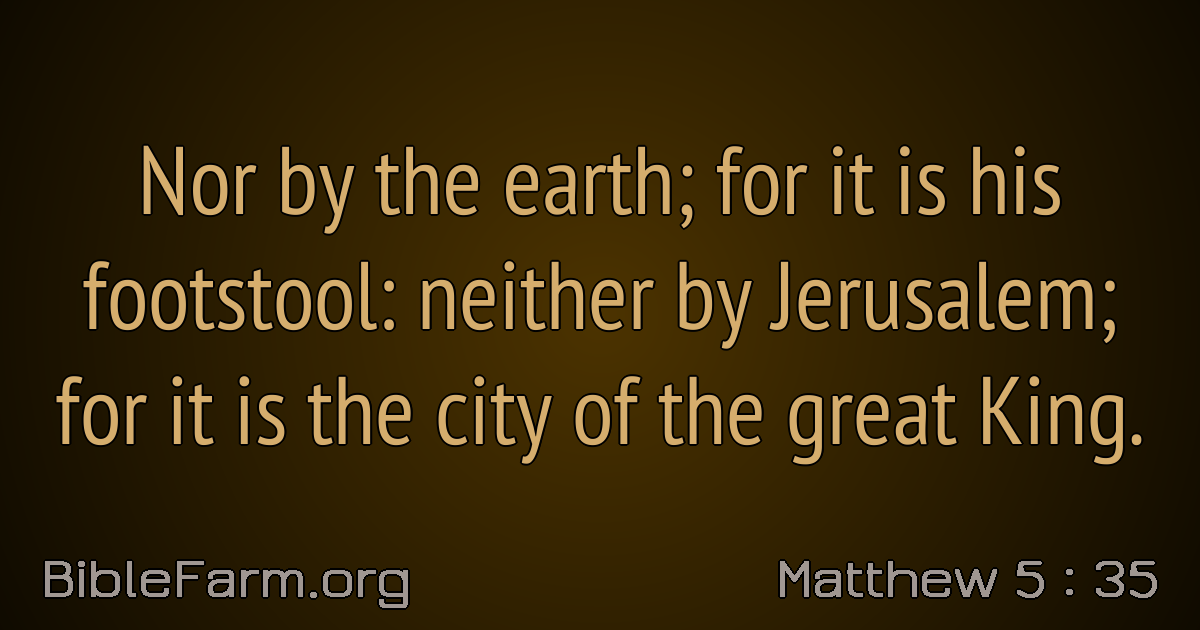 Nor by the earth; for it is his
footstool: neither by Jerusalem;
for it is the city of the great King.
BibleFarm.org
Matthew 5 : 35